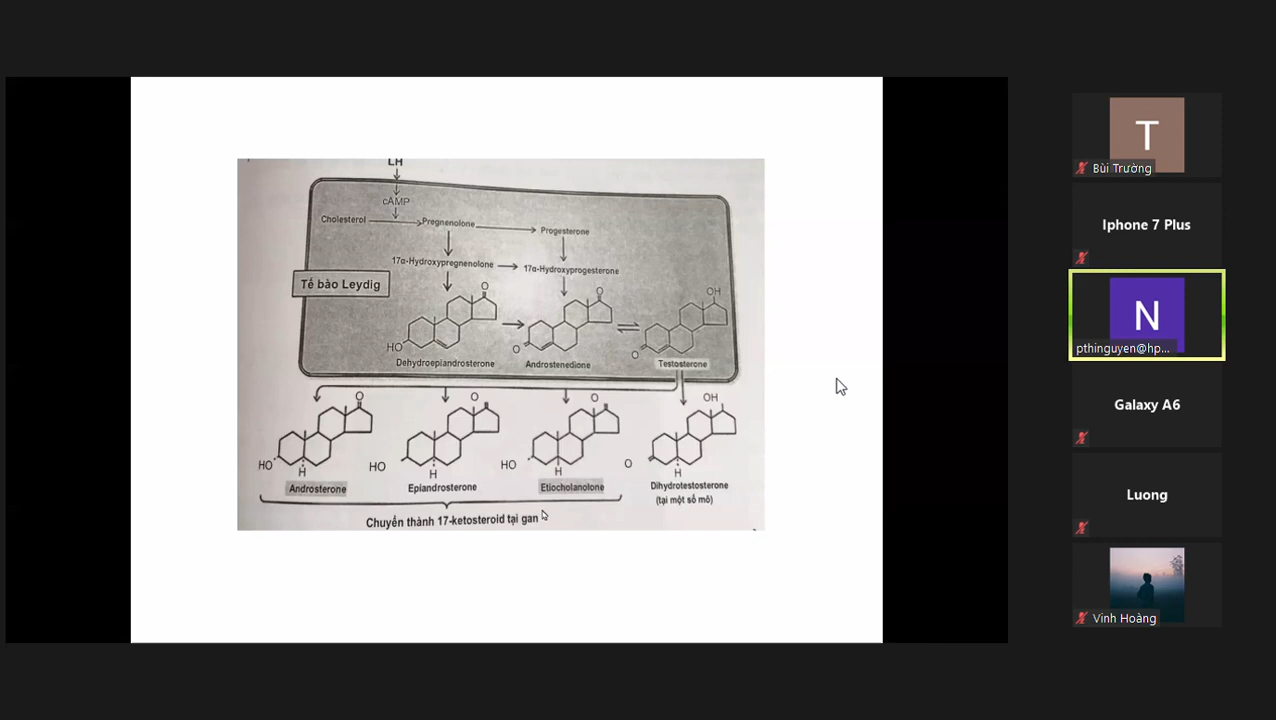 LH
cAMP
Cholesterol
Pregnenolone
Progesterone
17α-Hydroxypregnenolone
17α-Hydroxyprogesterone
Tế bào Leydig
O
O
OH
HO
O
O
Dehydroepiandrosterone
Androstenedione
Testosterone
O
O
O
OH
HO
H
HO
H
HO
H
O
H
Androsterone
Epiandrosterone
Etiocholanolone
Dihydrotestosterone
(tại một số mô)
Chuyển thành 17-ketosteroid tại gan
T
Bùi Trường
Iphone 7 Plus
N
pthinguyen@hp...
Galaxy A6
Luong
Vinh Hoàng